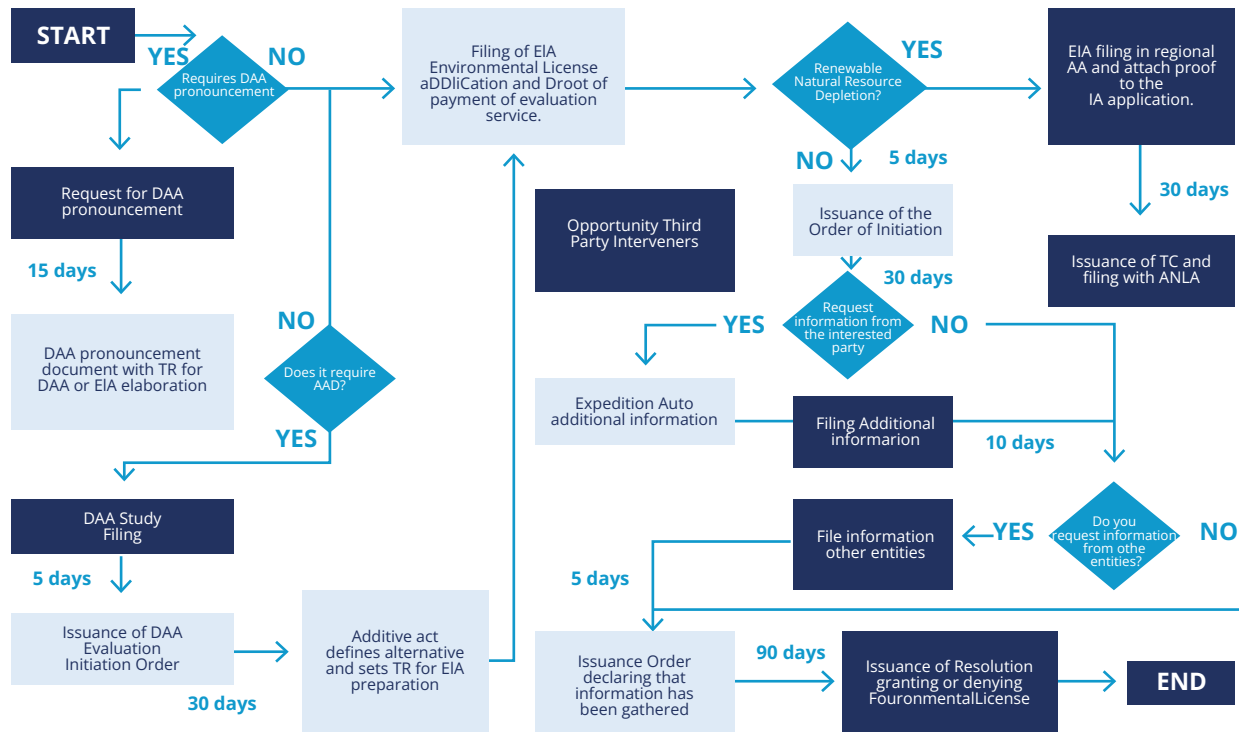 START
YES
NO
Requires DAA
pronouncement
Filing of EIA
Environmental License
aDDliCation and Droot of
payment of evaluation
service.
Renewable
Natural Resource
Depletion?
YES
EIA filing in regional
AA and attach proof
to the
IA application.
NO
5 days
30 days
Request for DAA
pronouncement
Opportunity Third
Party Interveners
Issuance of the
Order of Initiation
15 days
30 days
Issuance of TC and
filing with ANLA
DAA pronouncement
document with TR for
DAA or EIA elaboration
NO
Does it require
AAD?
YES
YES
Request
information from
the interested
party
NO
Expedition Auto
additional information
Filing Additional
informarion
10 days
DAA Study
Filing
File information
other entities
YES
Do you
request information
from othe
entities?
NO
5 days
5 days
Issuance of DAA
Evaluation
Initiation Order
30 days
Additive act
defines alternative
and sets TR for EIA
preparation
Issuance Order
declaring that
information has
been gathered
90 days
Issuance of Resolution
granting or denying
FouronmentalLicense
END